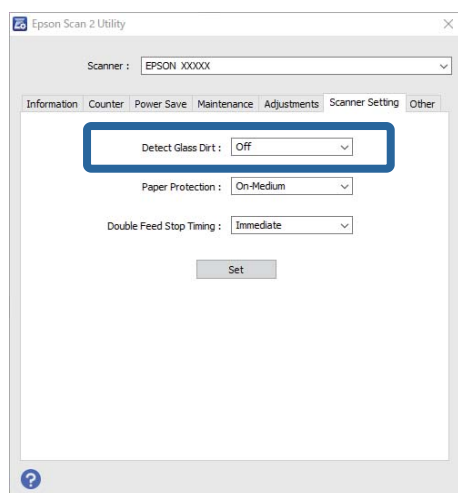 Epson Scan 2 Utility
Scanner : EPSON XXXXX
Information Counter Power Save Maintenance Adjustments Scanner Setting Other
Detect Glass Dirt : Off
Paper Protection : On-Medium
Double Feed Stop Timing : Immediate
Set
?